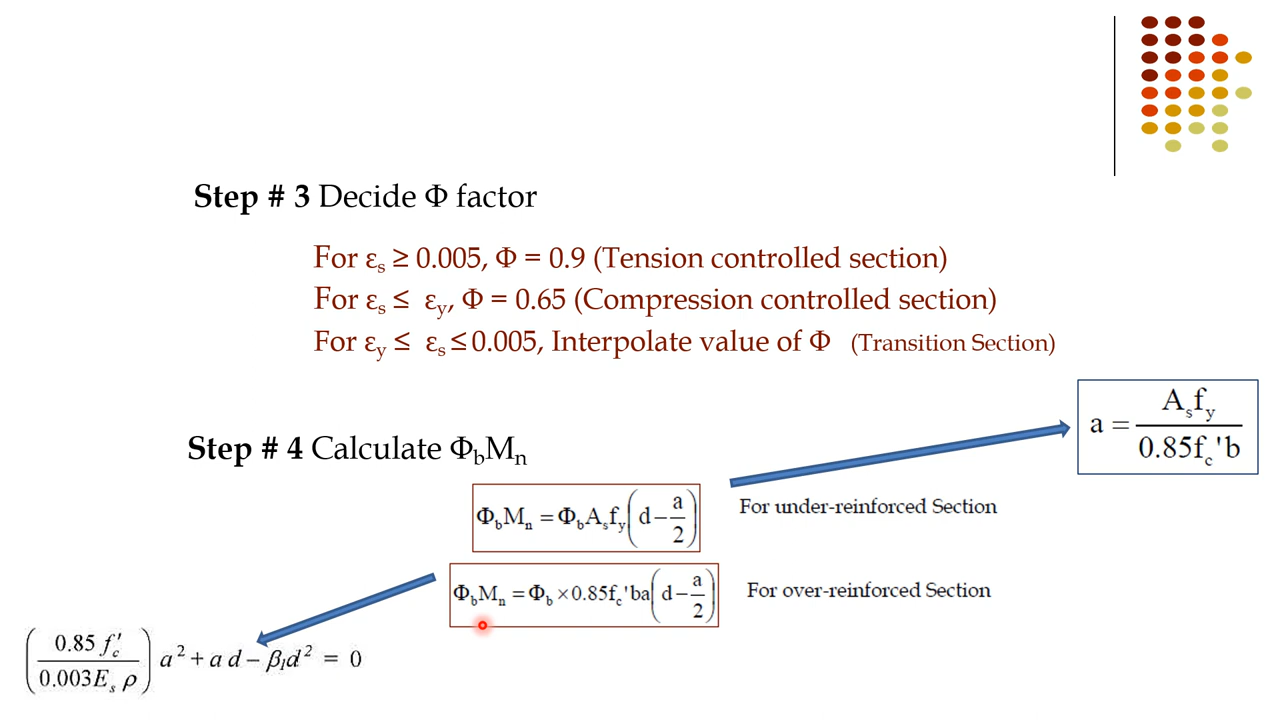 Step # 3 Decide Φ factor
For εs ≥ 0.005, Φ = 0.9 (Tension controlled section)
For εs ≤ εy, Φ = 0.65 (Compression controlled section)
For εy ≤ εs ≤ 0.005, Interpolate value of Φ (Transition Section)
a = Asfy / 0.85fc'b
Step # 4 Calculate ΦbMn
ΦbMn = ΦbAsfy(d − a/2) For under-reinforced Section
ΦbMn = Φb × 0.85fc'ba(d − a/2) For over-reinforced Section
(0.85 f'c / 0.003Es ρ) a² + a d − β1d² = 0